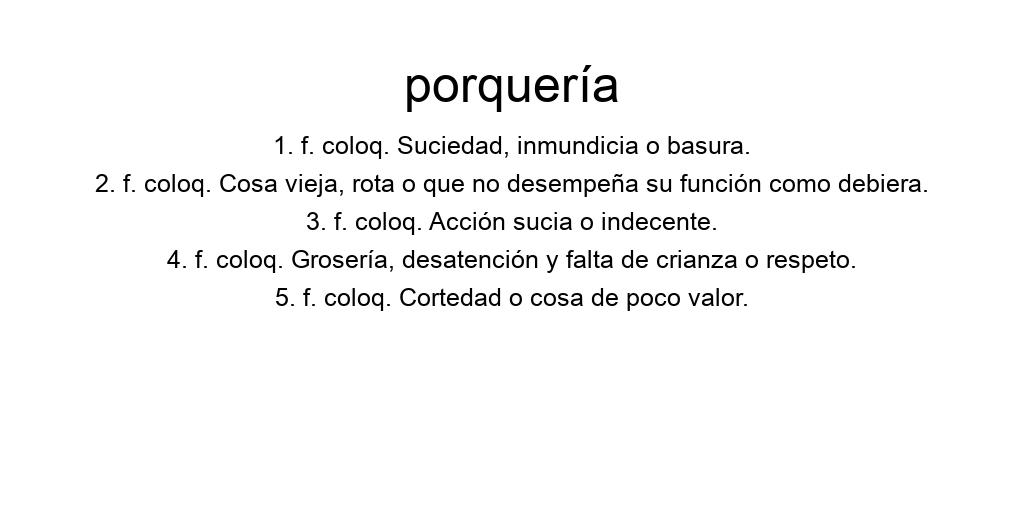 porquería
1. f. coloq. Suciedad, inmundicia o basura.
2. f. coloq. Cosa vieja, rota o que no desempeña su función como debiera.
3. f. coloq. Acción sucia o indecente.
4. f. coloq. Grosería, desatención y falta de crianza o respeto.
5. f. coloq. Cortedad o cosa de poco valor.